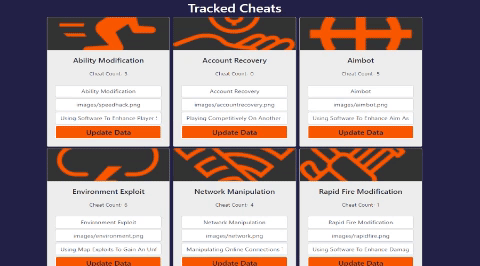 Tracked Cheats
Ability Modification
Cheat Count: 3
Ability Modification
images/speedhack.png
Using Software To Enhance Player S
Update Data
Account Recovery
Cheat Count: 0
Account Recovery
images/accountrecovery.png
Playing Competitively On Another
Update Data
Aimbot
Cheat Count: 5
Aimbot
images/aimbot.png
Using Software To Enhance Aim As
Update Data
Environment Exploit
Cheat Count: 6
Environment Exploit
images/environment.png
Using Map Exploits To Gain An Unf
Update Data
Network Manipulation
Cheat Count: 4
Network Manipulation
images/network.png
Manipulating Online Connections
Update Data
Rapid Fire Modification
Cheat Count: 1
Rapid Fire Modification
images/rapidfire.png
Using Software To Enhance Damag
Update Data